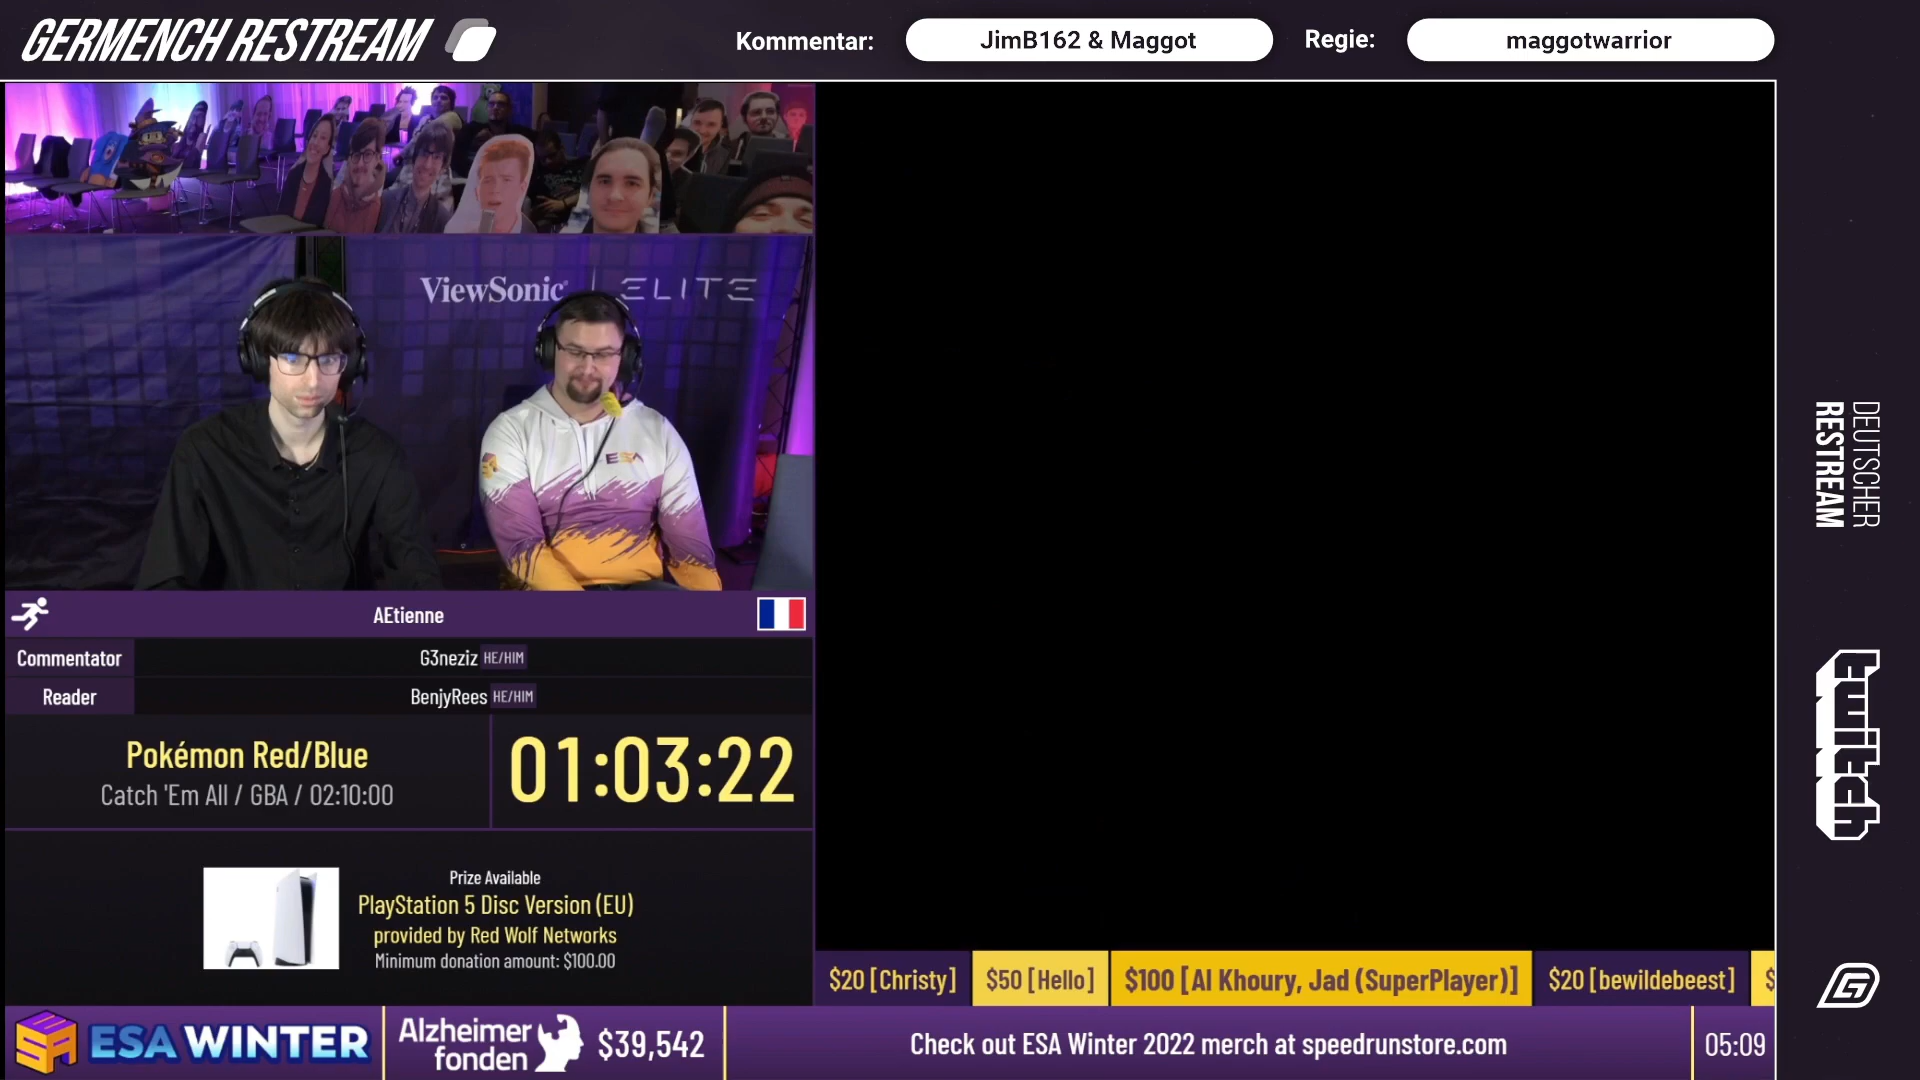 GERMENCH RESTREAM
Kommentar:
JimB162 & Maggot
Regie:
maggotwarrior
ViewSonic
ELITE
ESA
AEtienne
Commentator
G3neziz HE/HIM
Reader
BenjyRees HE/HIM
Pokémon Red/Blue
Catch 'Em All / GBA / 02:10:00
01:03:22
Prize Available
PlayStation 5 Disc Version (EU)
provided by Red Wolf Networks
Minimum donation amount: $100.00
$20 [Christy]
$50 [Hello]
$100 [Al Khoury, Jad (SuperPlayer)]
$20 [bewildebeest]
$
ESA WINTER
Alzheimer
fonden
$39,542
Check out ESA Winter 2022 merch at speedrunstore.com
05:09
DEUTSCHER
RESTREAM
twitch
G